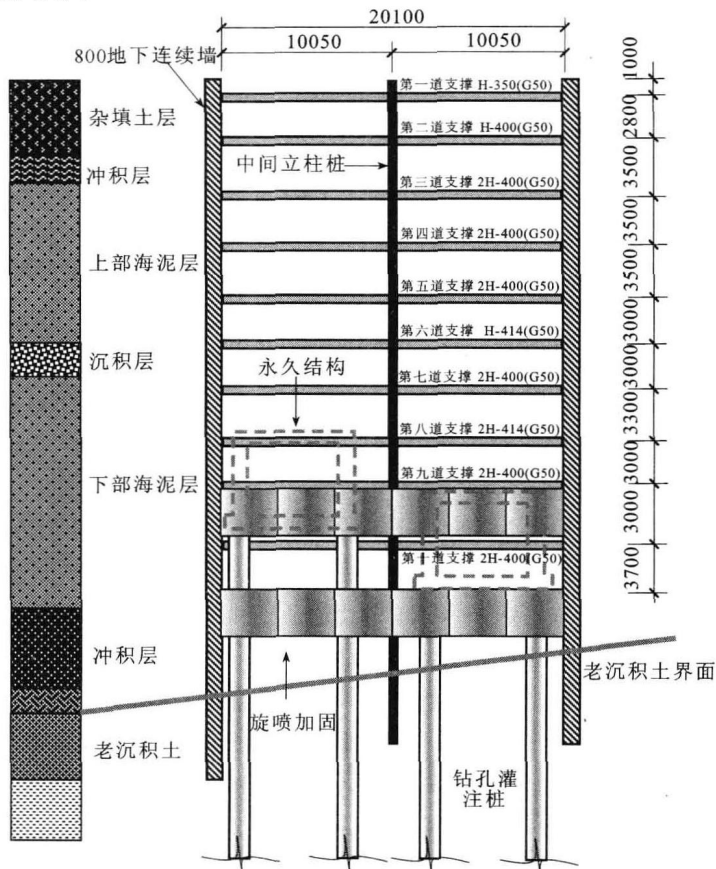 20100
10050
10050
800地下连续墙
第一道支撑 H-350(G50)
第二道支撑 H-400(G50)
中间立柱桩
第三道支撑 2H-400(G50)
第四道支撑 2H-400(G50)
第五道支撑 2H-400(G50)
第六道支撑 H-414(G50)
永久结构
第七道支撑 2H-400(G50)
第八道支撑 2H-414(G50)
第九道支撑 2H-400(G50)
第十道支撑 2H-400(G50)
杂填土层
冲积层
上部海泥层
沉积层
下部海泥层
冲积层
老沉积土
旋喷加固
钻孔灌
注桩
老沉积土界面
1000
2800
3500
3500
3500
3000
3000
3300
3000
3000
3700